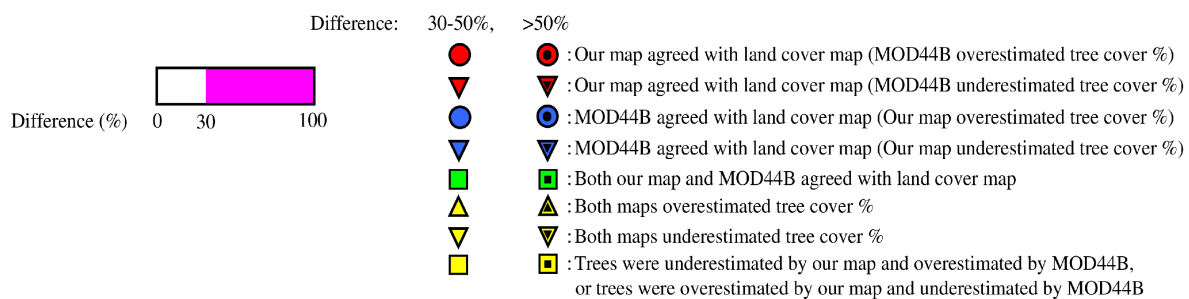 Difference: 30-50%, >50%
: Our map agreed with land cover map (MOD44B overestimated tree cover %)
: Our map agreed with land cover map (MOD44B underestimated tree cover %)
: MOD44B agreed with land cover map (Our map overestimated tree cover %)
: MOD44B agreed with land cover map (Our map underestimated tree cover %)
: Both our map and MOD44B agreed with land cover map
: Both maps overestimated tree cover %
: Both maps underestimated tree cover %
: Trees were underestimated by our map and overestimated by MOD44B,
or trees were overestimated by our map and underestimated by MOD44B
Difference (%) 0 30 100